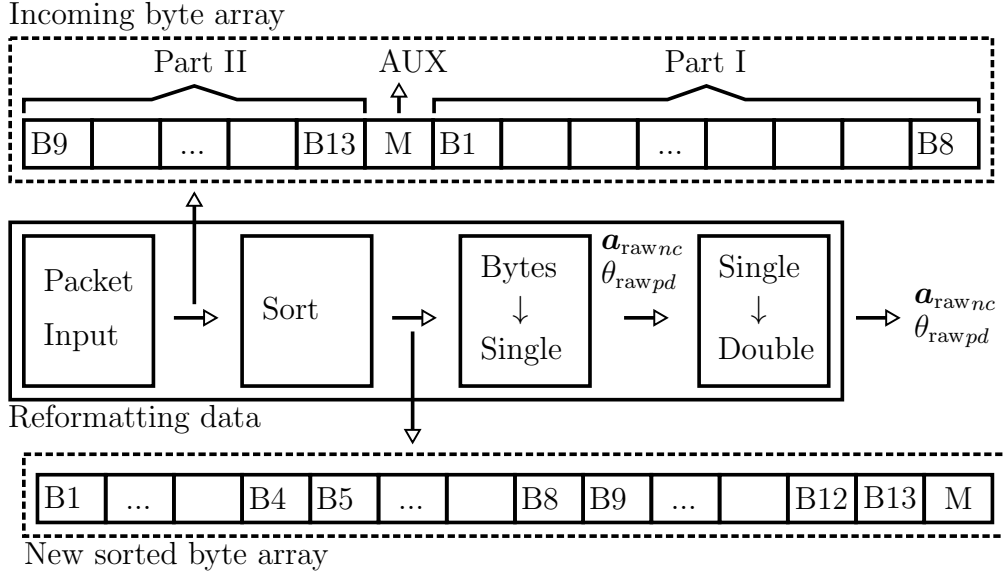 Incoming byte array
Part II AUX Part I
B9 ... B13 M B1 ... B8
Packet
Input
Sort
Bytes
↓
Single
a_raw nc
θ_raw pd
Single
↓
Double
a_raw nc
θ_raw pd
Reformatting data
B1 ... B4 B5 ... B8 B9 ... B12 B13 M
New sorted byte array